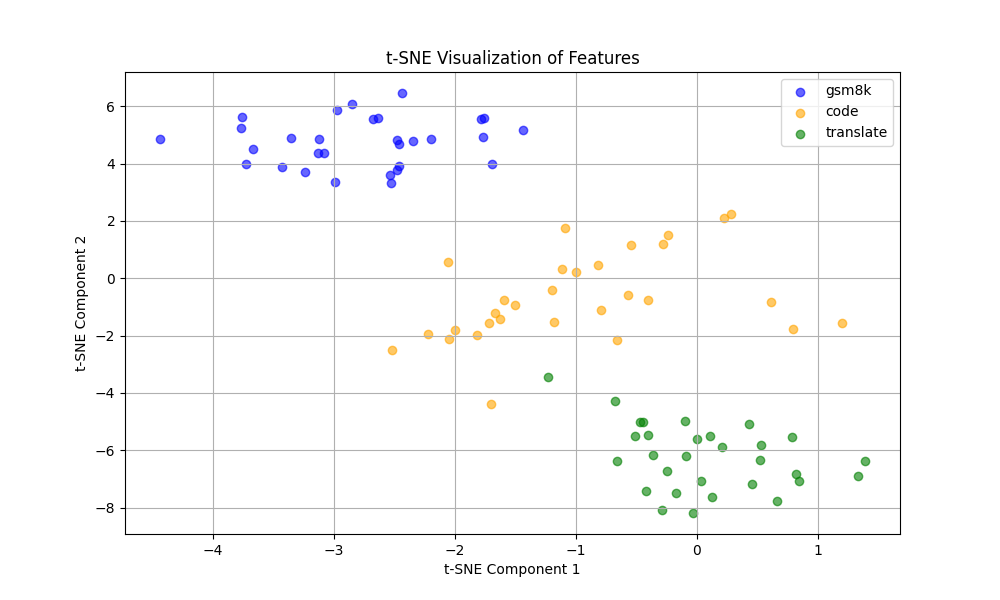 t-SNE Visualization of Features
gsm8k
code
translate
6
4
2
0
−2
−4
−6
−8
t-SNE Component 2
−4 −3 −2 −1 0 1
t-SNE Component 1